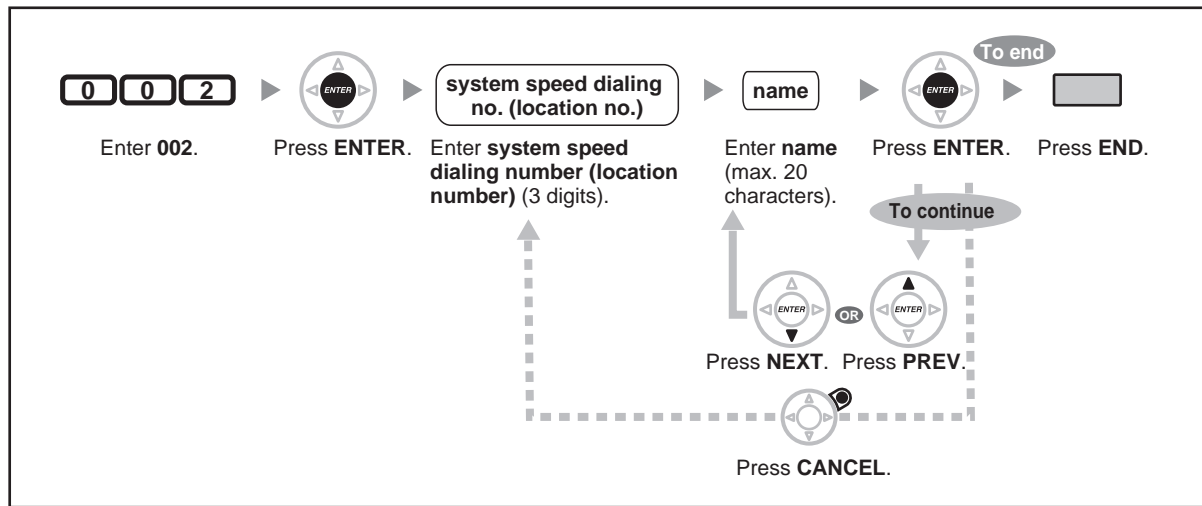 0 0 2
ENTER
system speed dialing
no. (location no.)
name
ENTER
To end
Enter 002.
Press ENTER.
Enter system speed
dialing number (location
number) (3 digits).
Enter name
(max. 20
characters).
Press ENTER.
Press END.
To continue
ENTER
OR
ENTER
Press NEXT.
Press PREV.
Press CANCEL.